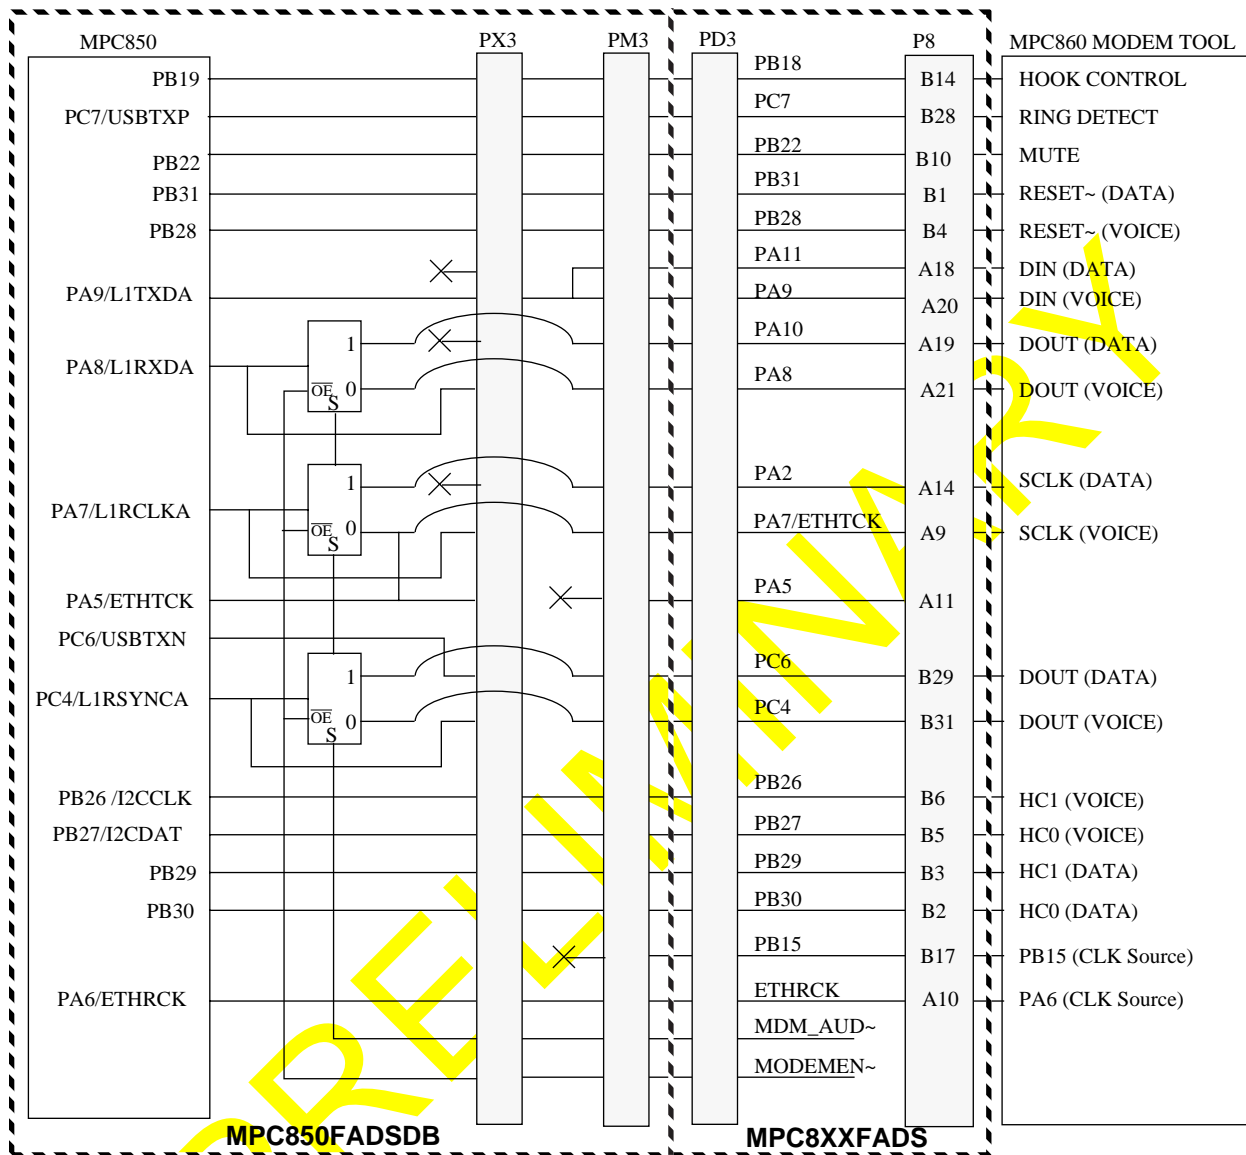 MPC850 PX3 PM3 PD3 P8 MPC860 MODEM TOOL
PB19 PB18 B14 HOOK CONTROL
PC7/USBTXP PC7 B28 RING DETECT
PB22 PB22 B10 MUTE
PB31 PB31 B1 RESET~ (DATA)
PB28 PB28 B4 RESET~ (VOICE)
PA11 A18 DIN (DATA)
PA9/L1TXDA PA9 A20 DIN (VOICE)
1 PA10 A19 DOUT (DATA)
PA8/L1RXDA OE 0 PA8 A21 DOUT (VOICE)
S
1 PA2 A14 SCLK (DATA)
PA7/L1RCLKA OE 0 PA7/ETHTCK A9 SCLK (VOICE)
S
PA5/ETHTCK PA5 A11
PC6/USBTXN
1 PC6 B29 DOUT (DATA)
PC4/L1RSYNCA OE 0 PC4 B31 DOUT (VOICE)
S
PB26 /I2CCLK PB26 B6 HC1 (VOICE)
PB27/I2CDAT PB27 B5 HC0 (VOICE)
PB29 PB29 B3 HC1 (DATA)
PB30 PB30 B2 HC0 (DATA)
PB15 B17 PB15 (CLK Source)
PA6/ETHRCK ETHRCK A10 PA6 (CLK Source)
MDM_AUD~
MODEMEN~
MPC850FADSDB MPC8XXFADS
PRELIMINARY